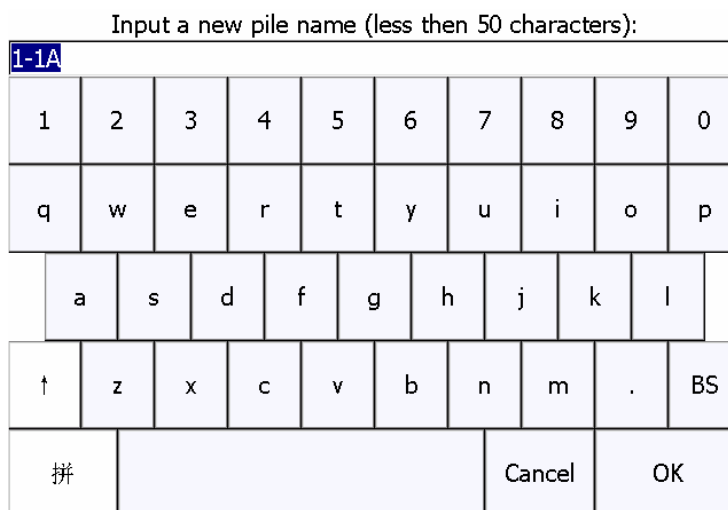 Input a new pile name (less then 50 characters):
1-1A
1 2 3 4 5 6 7 8 9 0
q w e r t y u i o p
a s d f g h j k l
↑ z x c v b n m . BS
拼 Cancel OK